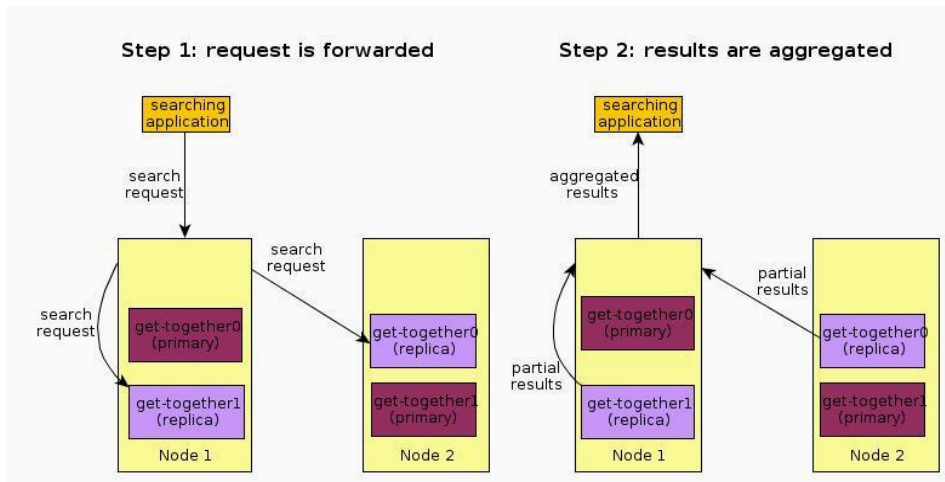 Step 1: request is forwarded
searching
application
search
request
search
request
search
request
get-together0
(primary)
get-together1
(replica)
Node 1
get-together0
(replica)
get-together1
(primary)
Node 2
Step 2: results are aggregated
searching
application
aggregated
results
partial
results
partial
results
get-together0
(primary)
get-together1
(replica)
Node 1
get-together0
(replica)
get-together1
(primary)
Node 2